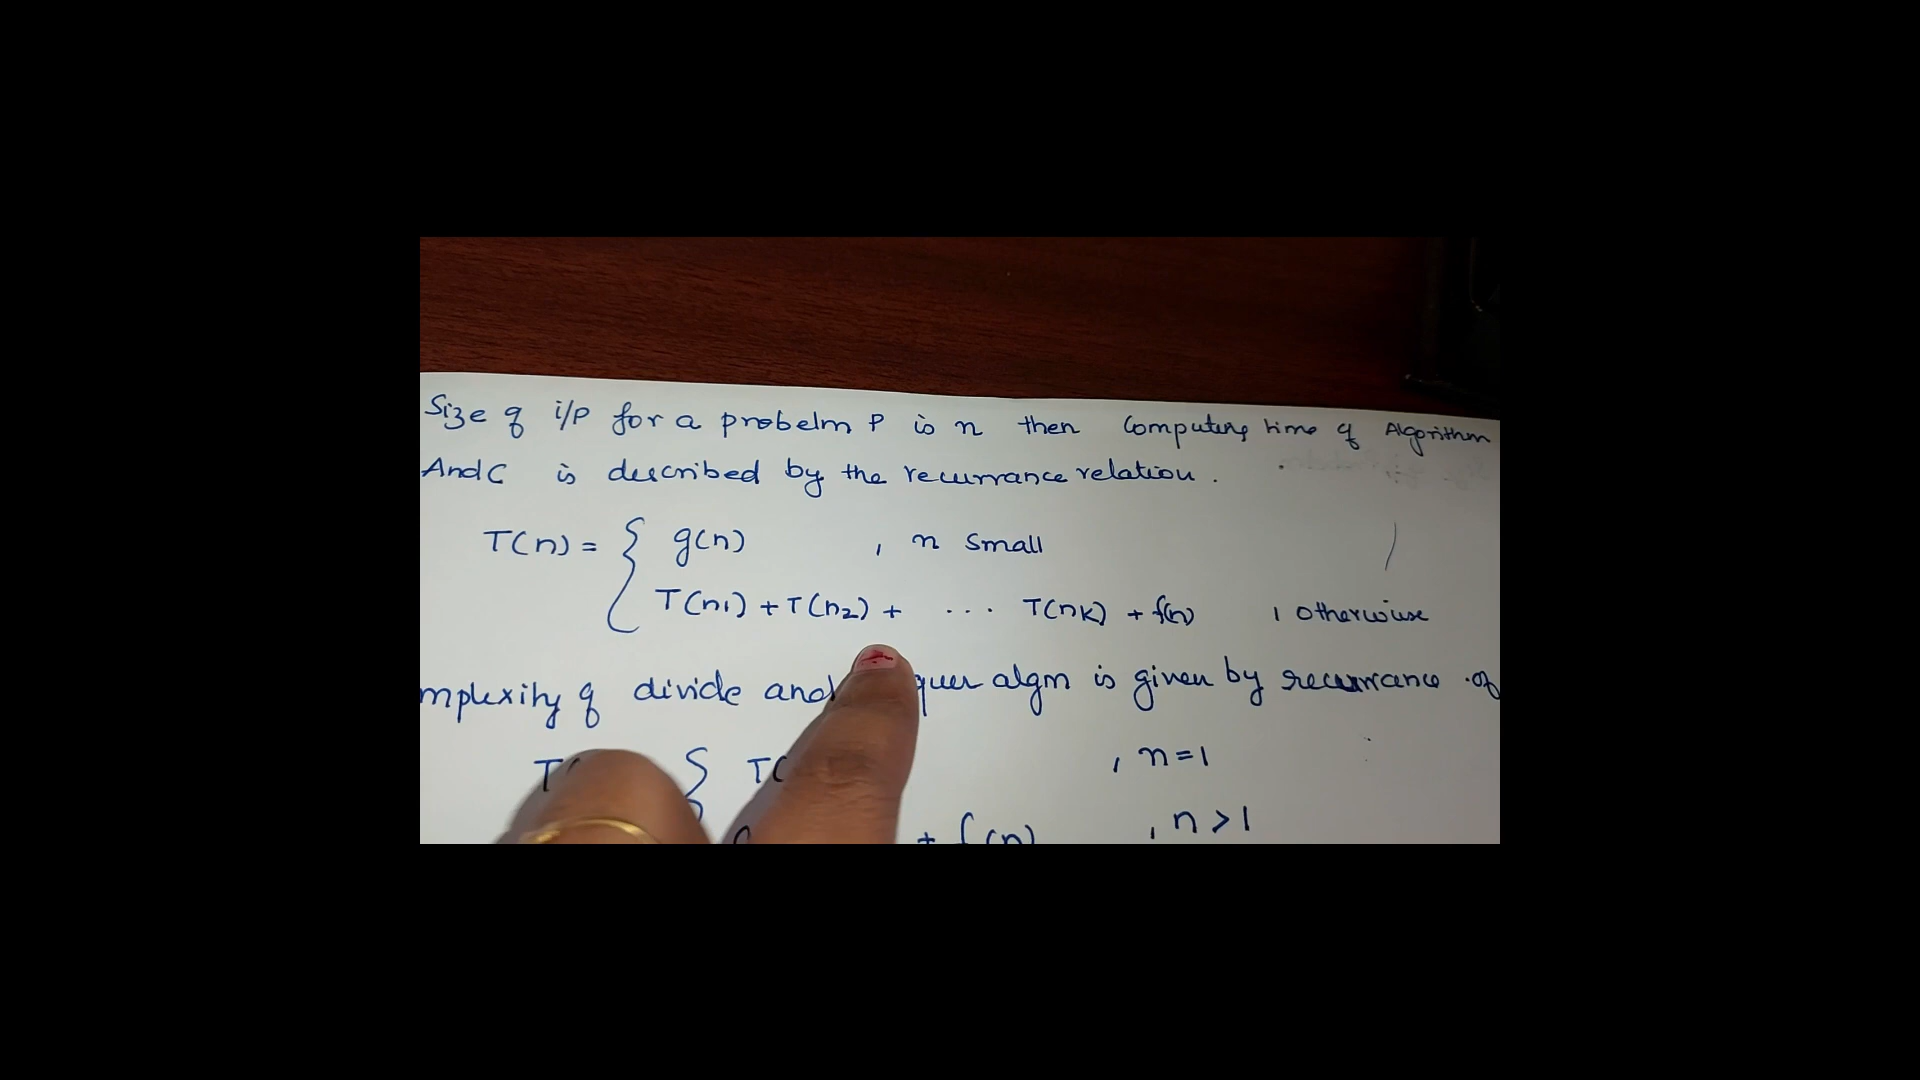 Size of i/p for a probelm P is n then Computing time of Algorithm
AndC is described by the recurrance relation.
T(n) = { g(n) , n small
T(n1) + T(n2) + ... T(nk) + f(n) , otherwise
mplexity of divide and quer algm is given by recurrance of
T( { T( , n=1
+ f(n) , n>1